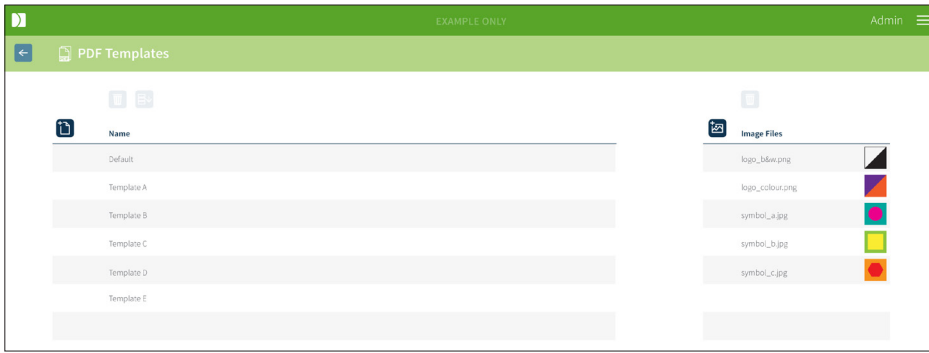 EXAMPLE ONLY
Admin
PDF Templates
Name
Default
Template A
Template B
Template C
Template D
Template E
Image Files
logo_b&w.png
logo_colour.png
symbol_a.jpg
symbol_b.jpg
symbol_c.jpg